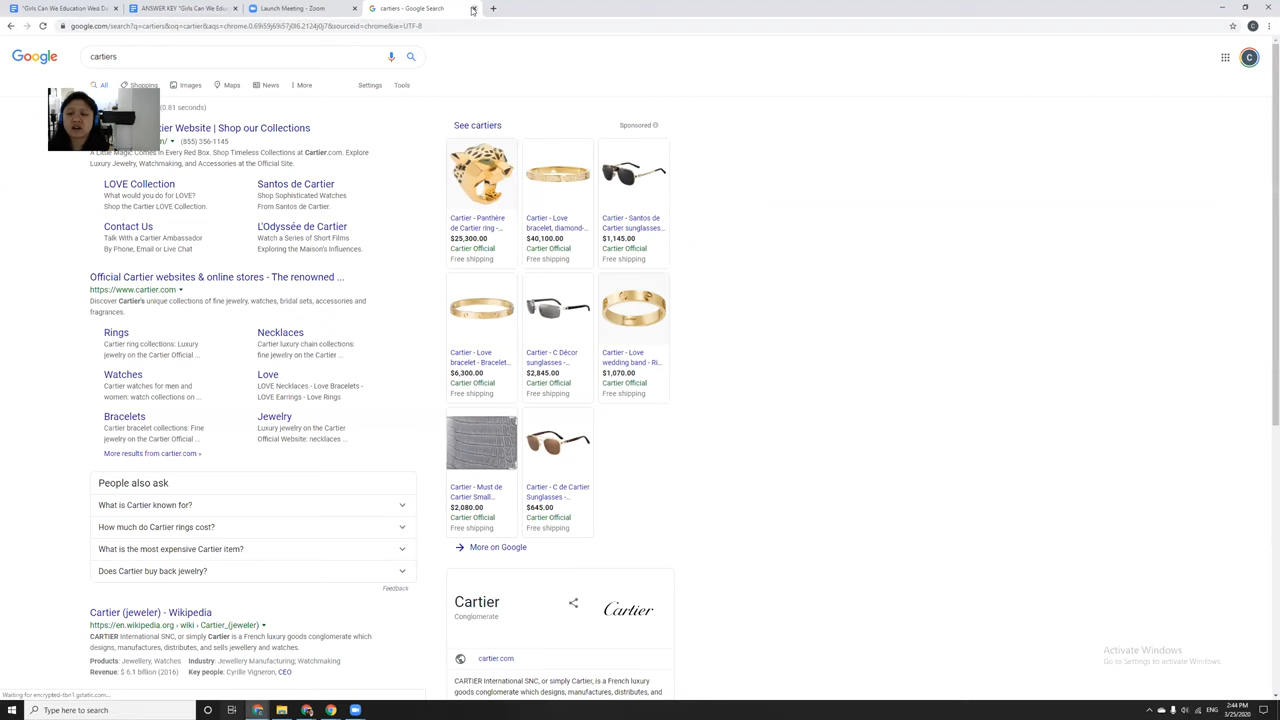 "Girls Can We Education Wed D
ANSWER KEY "Girls Can We Edu
Launch Meeting - Zoom
cartiers - Google Search
google.com/search?q=cartiers&oq=cartier&aqs=chrome.0.69i59j69i57j0l6.2124j0j7&sourceid=chrome&ie=UTF-8
Google
cartiers
C
All
Shopping
Images
Maps
News
More
Settings
Tools
(0.81 seconds)
tier Website | Shop our Collections
m/ (855) 356-1145
A Little Magic Comes in Every Red Box. Shop Timeless Collections at Cartier.com. Explore
Luxury Jewelry, Watchmaking, and Accessories at the Official Site.
LOVE Collection
What would you do for LOVE?
Shop the Cartier LOVE Collection.
Santos de Cartier
Shop Sophisticated Watches
From Santos de Cartier.
Contact Us
Talk With a Cartier Ambassador
By Phone, Email or Live Chat
L'Odyssée de Cartier
Watch a Series of Short Films
Exploring the Maison's Influences.
Official Cartier websites & online stores - The renowned ...
https://www.cartier.com
Discover Cartier's unique collections of fine jewelry, watches, bridal sets, accessories and
fragrances.
Rings
Cartier ring collections: Luxury
jewelry on the Cartier Official ...
Necklaces
Cartier luxury chain collections:
fine jewelry on the Cartier ...
Watches
Cartier watches for men and
women: watch collections on ...
Love
LOVE Necklaces - Love Bracelets -
LOVE Earrings - Love Rings
Bracelets
Cartier bracelet collections: Fine
jewelry on the Cartier Official ...
Jewelry
Luxury jewelry on the Cartier
Official Website: necklaces ...
More results from cartier.com »
People also ask
What is Cartier known for?
How much do Cartier rings cost?
What is the most expensive Cartier item?
Does Cartier buy back jewelry?
Feedback
Cartier (jeweler) - Wikipedia
https://en.wikipedia.org › wiki › Cartier_(jeweler)
CARTIER International SNC, or simply Cartier is a French luxury goods conglomerate which
designs, manufactures, distributes, and sells jewellery and watches.
Products: Jewellery, Watches Industry: Jewellery Manufacturing; Watchmaking
Revenue: $ 6.1 billion (2016) Key people: Cyrille Vigneron, CEO
See cartiers
Sponsored
Cartier - Panthère
de Cartier ring -...
$25,300.00
Cartier Official
Free shipping
Cartier - Love
bracelet, diamond-...
$40,100.00
Cartier Official
Free shipping
Cartier - Santos de
Cartier sunglasses...
$1,145.00
Cartier Official
Free shipping
Cartier - Love
bracelet - Bracelet...
$6,300.00
Cartier Official
Free shipping
Cartier - C Décor
sunglasses -...
$2,845.00
Cartier Official
Free shipping
Cartier - Love
wedding band - Ri...
$1,070.00
Cartier Official
Free shipping
Cartier - Must de
Cartier Small...
$2,080.00
Cartier Official
Free shipping
Cartier - C de Cartier
Sunglasses -...
$645.00
Cartier Official
Free shipping
More on Google
Cartier
Conglomerate
Cartier
cartier.com
CARTIER International SNC, or simply Cartier is a French luxury
goods conglomerate which designs, manufactures, distributes, and
Activate Windows
Go to Settings to activate Windows.
Waiting for encrypted-tbn1.gstatic.com...
Type here to search
ENG
2:44 PM
3/25/2020